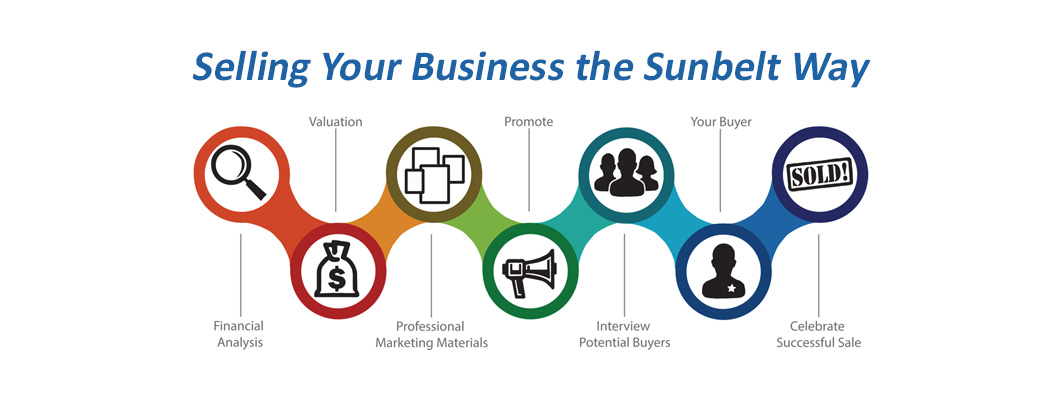 Selling Your Business the Sunbelt Way
Valuation
Promote
Your Buyer
SOLD!
$
Financial
Analysis
Professional
Marketing Materials
Interview
Potential Buyers
Celebrate
Successful Sale